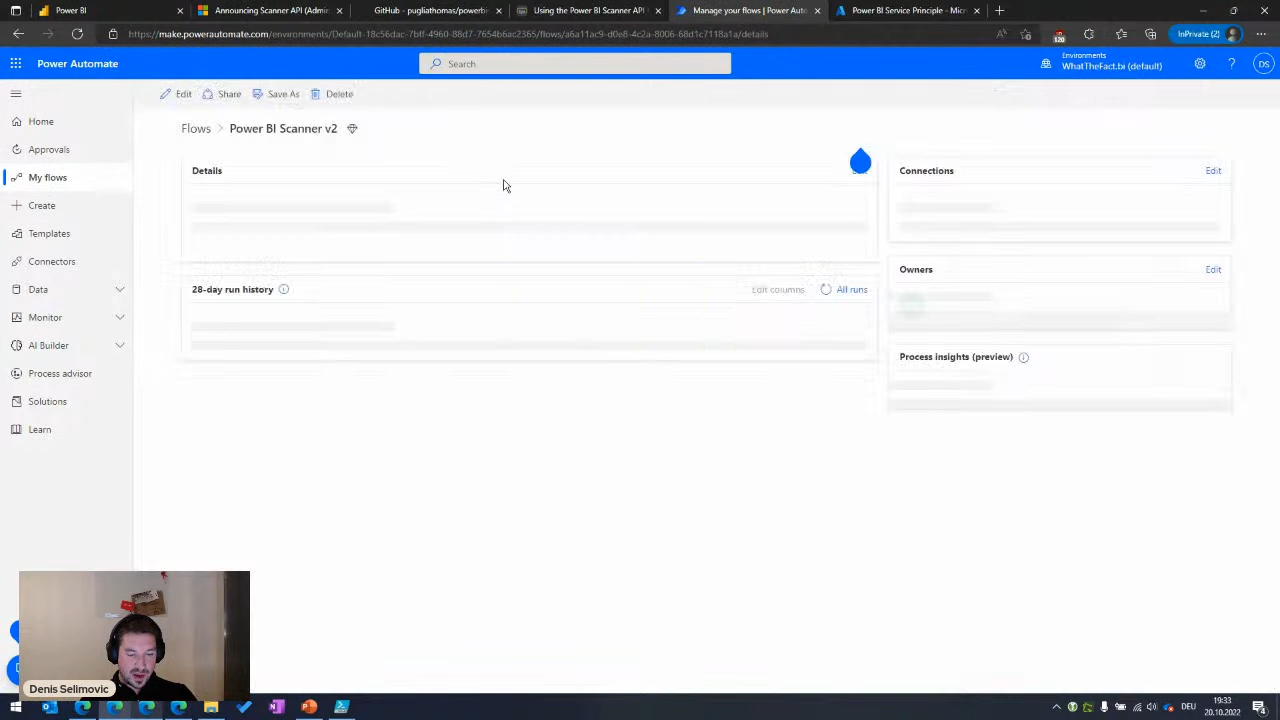 Power BI
Announcing Scanner API (Admin
GitHub - pugliathomas/powerbi
Using the Power BI Scanner API
Manage your flows | Power Auto
Power BI Service Principle - Micr
https://make.powerautomate.com/environments/Default-18c56dac-7bf-4960-88d7-7654b6ac2365/flows/a6a11ac9-d0e8-4c2a-8006-68d1c7118a1a/details
120
InPrivate (2)
Power Automate
Search
Environments
WhatTheFact.bi (default)
DS
Edit
Share
Save As
Delete
Home
Approvals
My flows
Create
Templates
Connectors
Data
Monitor
AI Builder
Process advisor
Solutions
Learn
Flows
Power BI Scanner v2
Details
28-day run history
Edit columns
All runs
Connections
Edit
Owners
Edit
Process insights (preview)
Denis Selimovic
DEU
19:33
20.10.2022